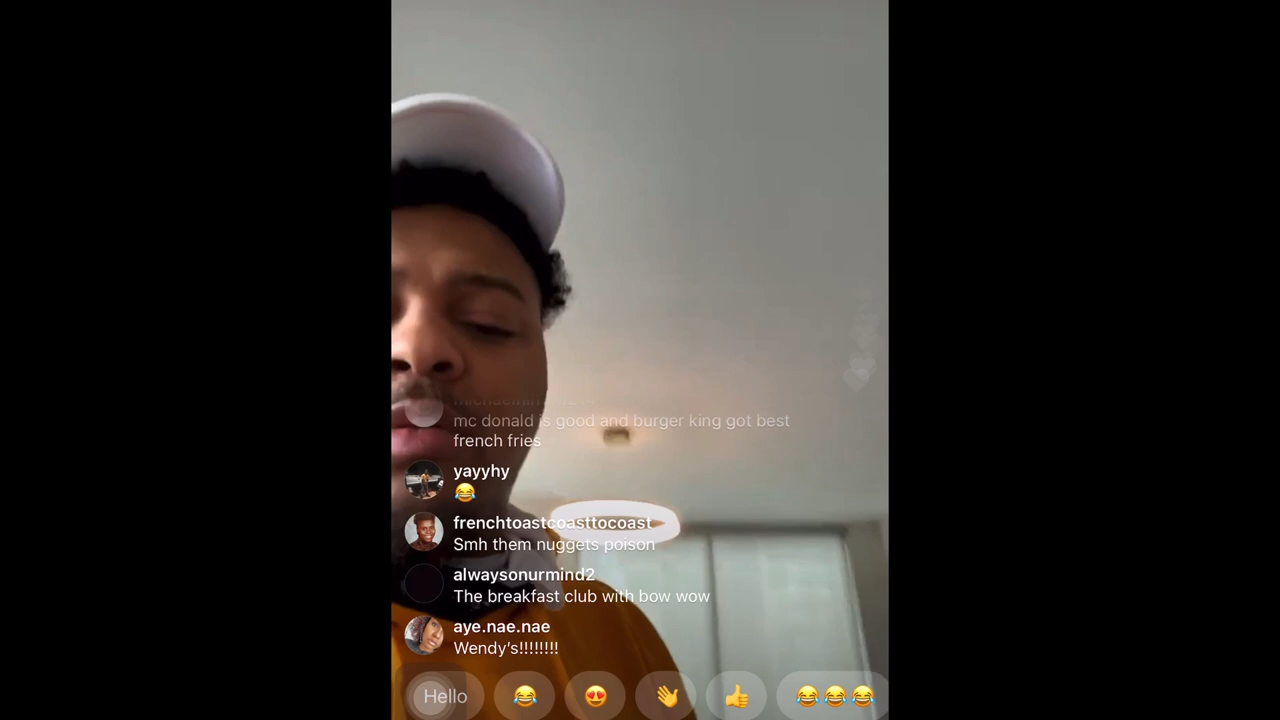 mc donald is good and burger king got best
french fries
yayyhy
😂
frenchtoastcoasttocoast
Smh them nuggets poison
alwaysonurmind2
The breakfast club with bow wow
aye.nae.nae
Wendy’s!!!!!!!!
Hello 😂 😍 👋 👍 😂😂😂